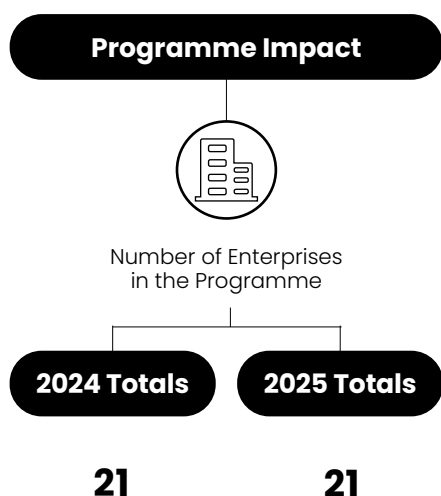 Programme Impact
Number of Enterprises
in the Programme
2024 Totals
2025 Totals
21
21